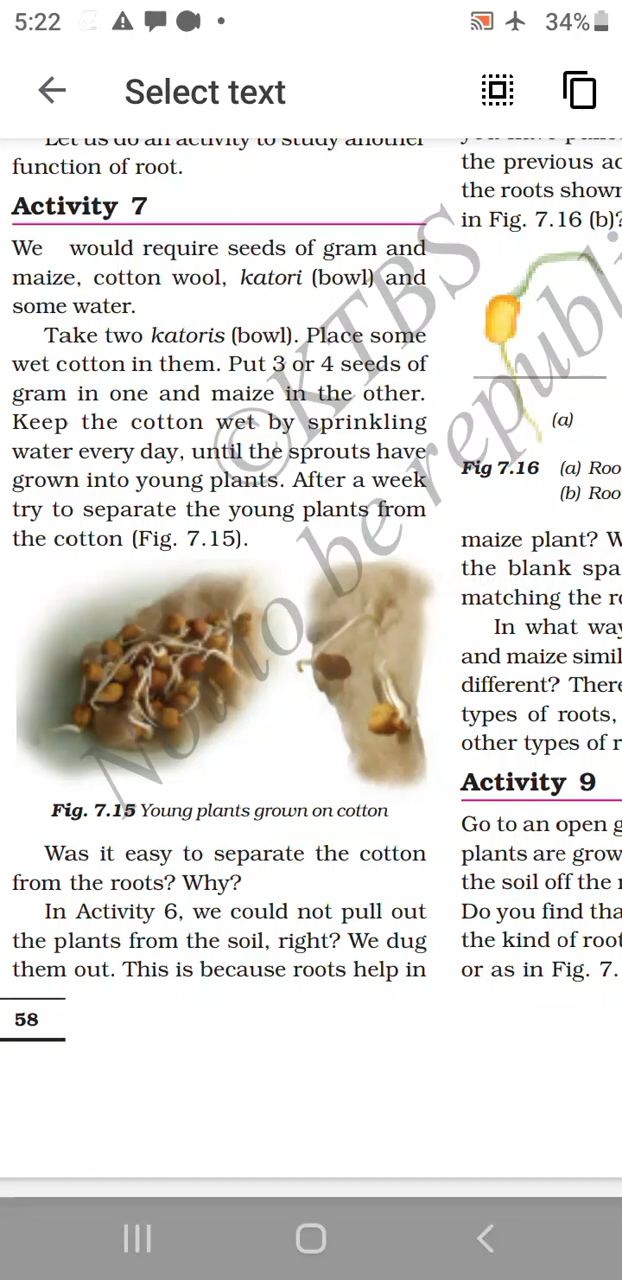 5:22
34%
Select text
Let us do an activity to study another
function of root.
Activity 7
We would require seeds of gram and
maize, cotton wool, katori (bowl) and
some water.
Take two katoris (bowl). Place some
wet cotton in them. Put 3 or 4 seeds of
gram in one and maize in the other.
Keep the cotton wet by sprinkling
water every day, until the sprouts have
grown into young plants. After a week
try to separate the young plants from
the cotton (Fig. 7.15).
Fig. 7.15 Young plants grown on cotton
Was it easy to separate the cotton
from the roots? Why?
In Activity 6, we could not pull out
the plants from the soil, right? We dug
them out. This is because roots help in
58
the previous ac
the roots shown
in Fig. 7.16 (b)?
(a)
Fig 7.16 (a) Roo
(b) Roo
maize plant? W
the blank spa
matching the ro
In what way
and maize simil
different? There
types of roots,
other types of r
Activity 9
Go to an open g
plants are grow
the soil off the r
Do you find tha
the kind of root
or as in Fig. 7.
©KTBS
Not to be republi